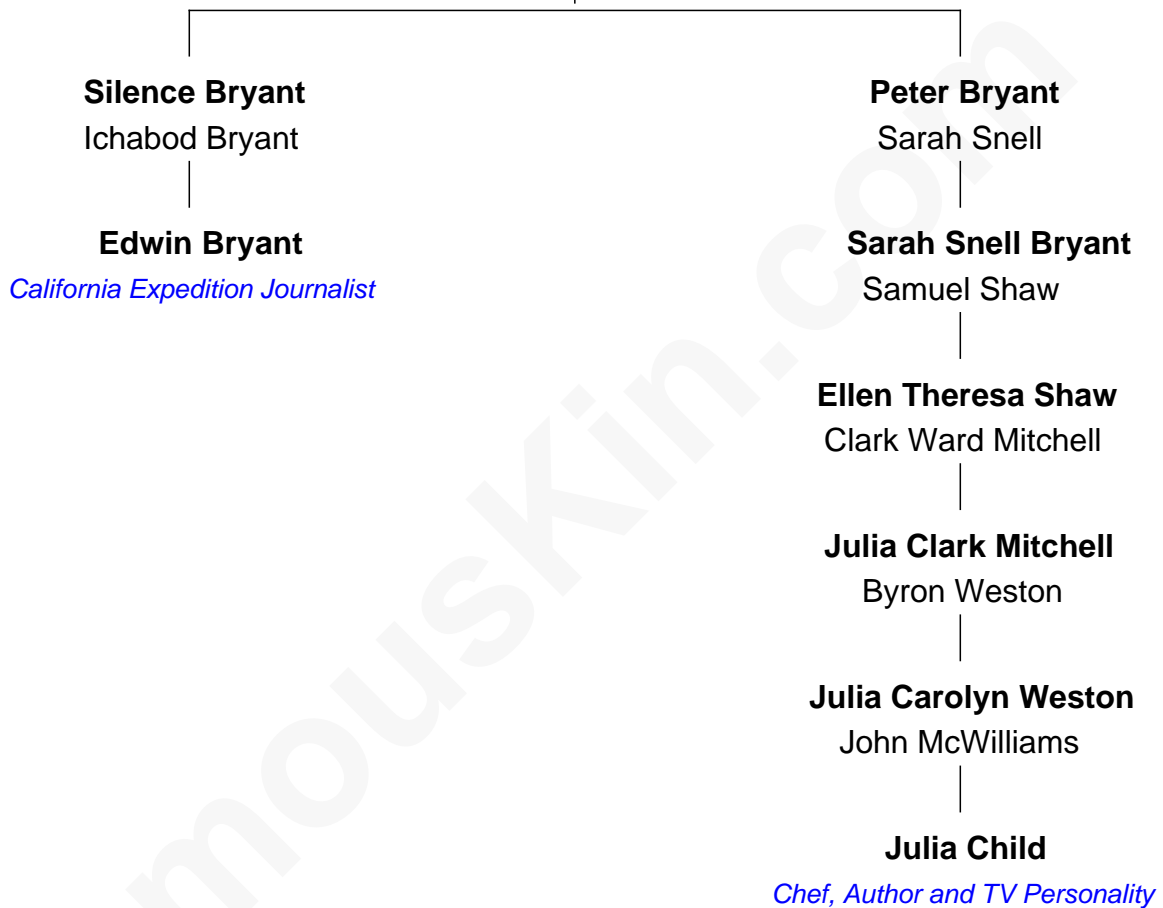 Silence Bryant
Ichabod Bryant
Peter Bryant
Sarah Snell
Edwin Bryant
California Expedition Journalist
Sarah Snell Bryant
Samuel Shaw
Ellen Theresa Shaw
Clark Ward Mitchell
Julia Clark Mitchell
Byron Weston
Julia Carolyn Weston
John McWilliams
Julia Child
Chef, Author and TV Personality
mouskin.com